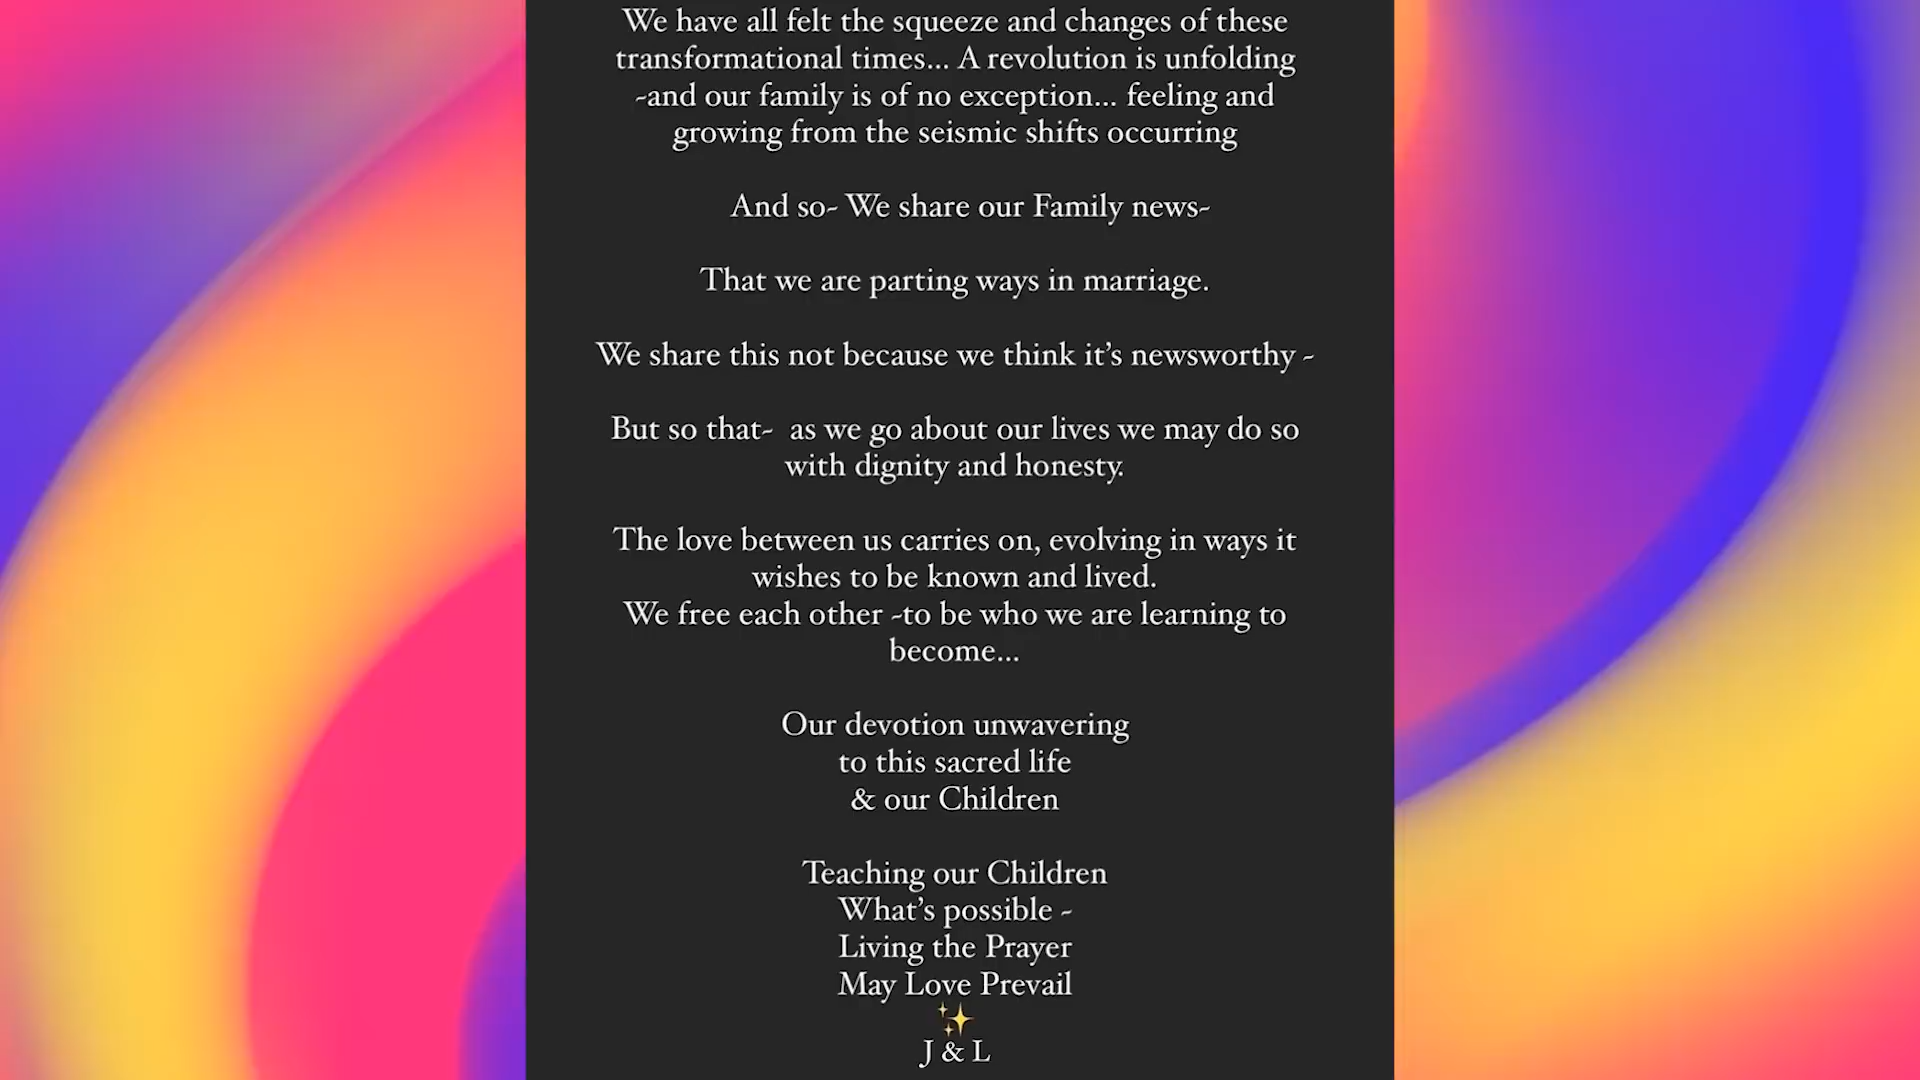 We have all felt the squeeze and changes of these
transformational times... A revolution is unfolding
~and our family is of no exception... feeling and
growing from the seismic shifts occurring
And so~ We share our Family news~
That we are parting ways in marriage.
We share this not because we think it’s newsworthy ~
But so that~  as we go about our lives we may do so
with dignity and honesty.
The love between us carries on, evolving in ways it
wishes to be known and lived.
We free each other ~to be who we are learning to
become...
Our devotion unwavering
to this sacred life
& our Children
Teaching our Children
What’s possible ~
Living the Prayer
May Love Prevail
✨
J & L